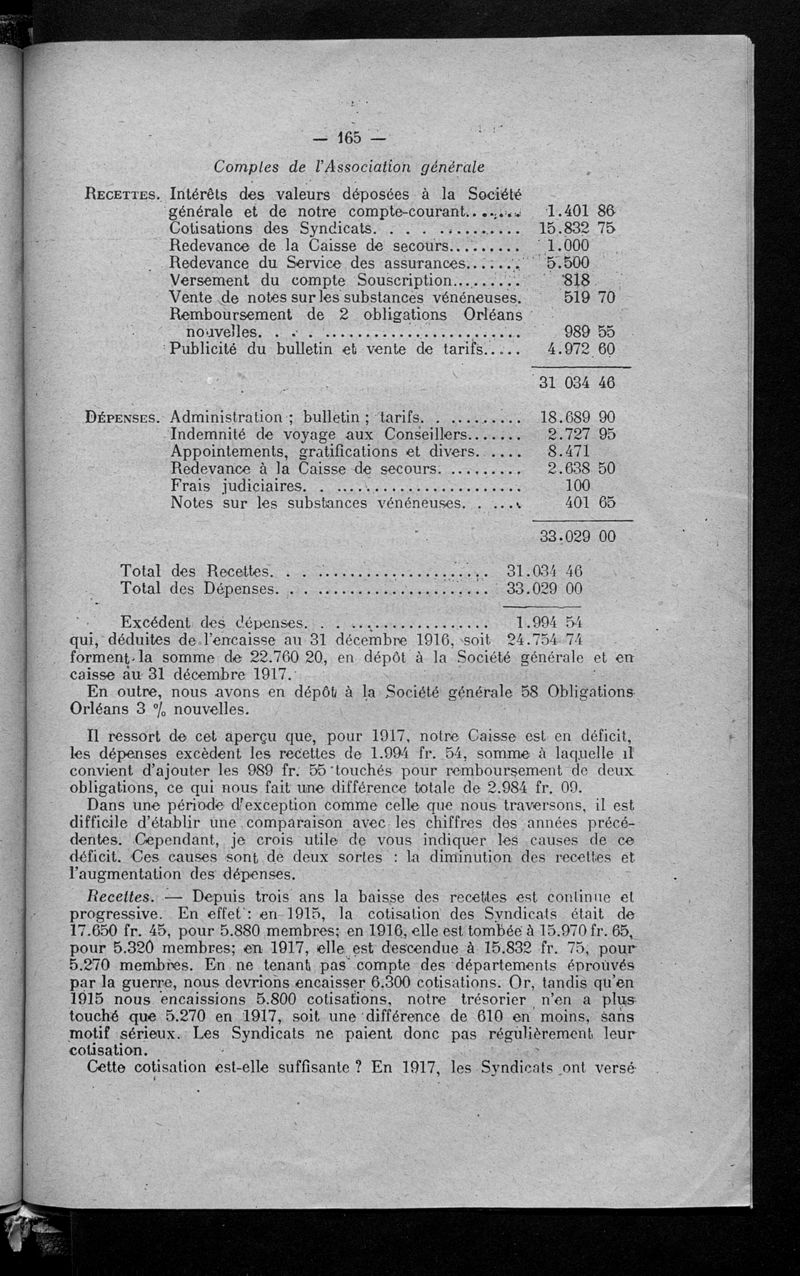 — 165 —
Comptes de l'Association générale
RECETTES. Intérêts des valeurs déposées à la Société
générale et de notre compte-courant........ 1.401 86
Cotisations des Syndicats. . . . . .......... 15.832 75
Redevance de la Caisse de secours......... 1.000
Redevance du Service des assurances....... 5.500
Versement du compte Souscription......... 818
Vente de notes sur les substances vénéneuses. 519 70
Remboursement de 2 obligations Orléans
nouvelles. . . . ......................... 989 55
Publicité du bulletin et vente de tarifs..... 4.972 60
31 034 46
DÉPENSES. Administration ; bulletin ; tarifs. . .......... 18.689 90
Indemnité de voyage aux Conseillers....... 2.727 95
Appointements, gratifications et divers. ..... 8.471
Redevance à la Caisse de secours. .......... 2.638 50
Frais judiciaires. . ......................... 100
Notes sur les substances vénéneuses. . .... 401 65
33.029 00
Total des Recettes. . . ....................... 31.034 46
Total des Dépenses. . . ..................... 33.029 00
Excédent des dépenses. . . ................. 1.994 54
qui, déduites de l'encaisse au 31 décembre 1916, soit 24.754 74
forment la somme de 22.760 20, en dépôt à la Société générale et en
caisse au 31 décembre 1917.
En outre, nous avons en dépôt à la Société générale 58 Obligations
Orléans 3 % nouvelles.
Il ressort de cet aperçu que, pour 1917, notre Caisse est en déficit,
les dépenses excèdent les recettes de 1.994 fr. 54, somme à laquelle il
convient d'ajouter les 989 fr. 55 touchés pour remboursement de deux
obligations, ce qui nous fait une différence totale de 2.984 fr. 09.
Dans une période d'exception comme celle que nous traversons, il est
difficile d'établir une comparaison avec les chiffres des années précé-
dentes. Cependant, je crois utile de vous indiquer les causes de ce
déficit. Ces causes sont de deux sortes : la diminution des recettes et
l'augmentation des dépenses.
Recettes. — Depuis trois ans la baisse des recettes est continue et
progressive. En effet : en 1915, la cotisation des Syndicats était de
17.650 fr. 45, pour 5.880 membres; en 1916, elle est tombée à 15.970 fr. 65,
pour 5.320 membres; en 1917, elle est descendue à 15.832 fr. 75, pour
5.270 membres. En ne tenant pas compte des départements éprouvés
par la guerre, nous devrions encaisser 6.300 cotisations. Or, tandis qu'en
1915 nous encaissions 5.800 cotisations, notre trésorier n'en a plus
touché que 5.270 en 1917, soit une différence de 610 en moins, sans
motif sérieux. Les Syndicats ne paient donc pas régulièrement leur
cotisation.
Cette cotisation est-elle suffisante ? En 1917, les Syndicats ont versé